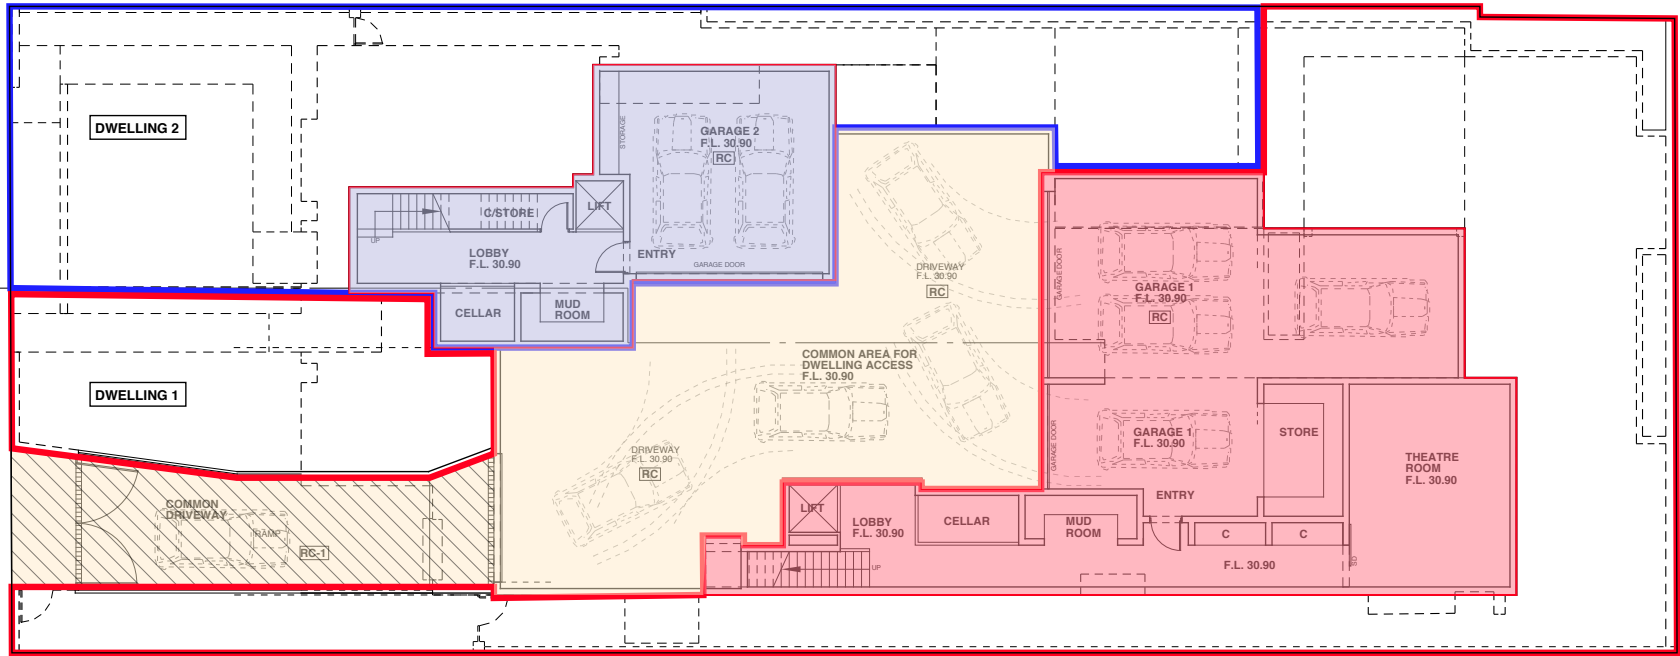 DWELLING 2
STORAGE
GARAGE 2
F.L. 30.90
RC
LIFT
C/STORE
UP
LOBBY
F.L. 30.90
ENTRY
GARAGE DOOR
CELLAR
MUD
ROOM
DRIVEWAY
F.L. 30.90
RC
GARAGE DOOR
GARAGE 1
F.L. 30.90
RC
COMMON AREA FOR
DWELLING ACCESS
F.L. 30.90
DWELLING 1
DRIVEWAY
F.L. 30.90
RC
GARAGE DOOR
GARAGE 1
F.L. 30.90
STORE
THEATRE
ROOM
F.L. 30.90
ENTRY
COMMON
DRIVEWAY
RAMP
RC-1
LIFT
LOBBY
F.L. 30.90
CELLAR
MUD
ROOM
C
C
UP
F.L. 30.90
SD